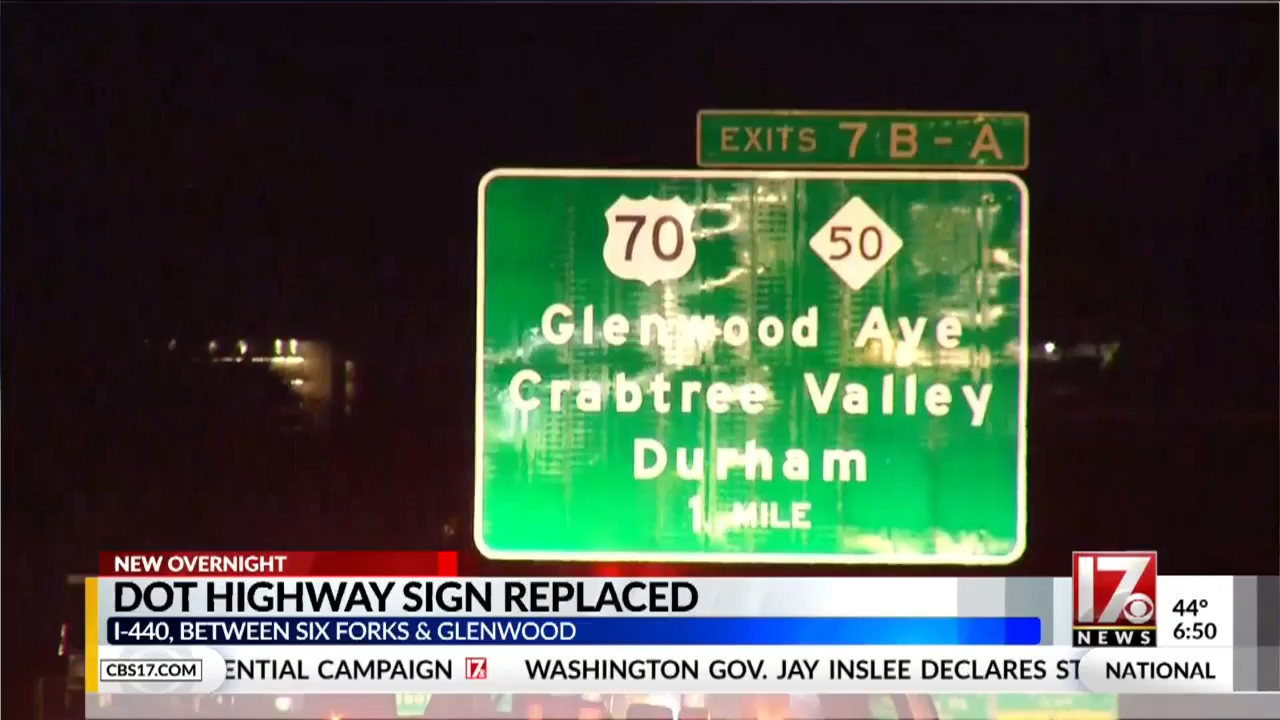 EXITS 7 B - A
70
50
Glenwood Ave
Crabtree Valley
Durham
1 MILE
NEW OVERNIGHT
DOT HIGHWAY SIGN REPLACED
I-440, BETWEEN SIX FORKS & GLENWOOD
17
NEWS
44°
6:50
CBS17.COM
ENTIAL CAMPAIGN 17 WASHINGTON GOV. JAY INSLEE DECLARES ST
NATIONAL